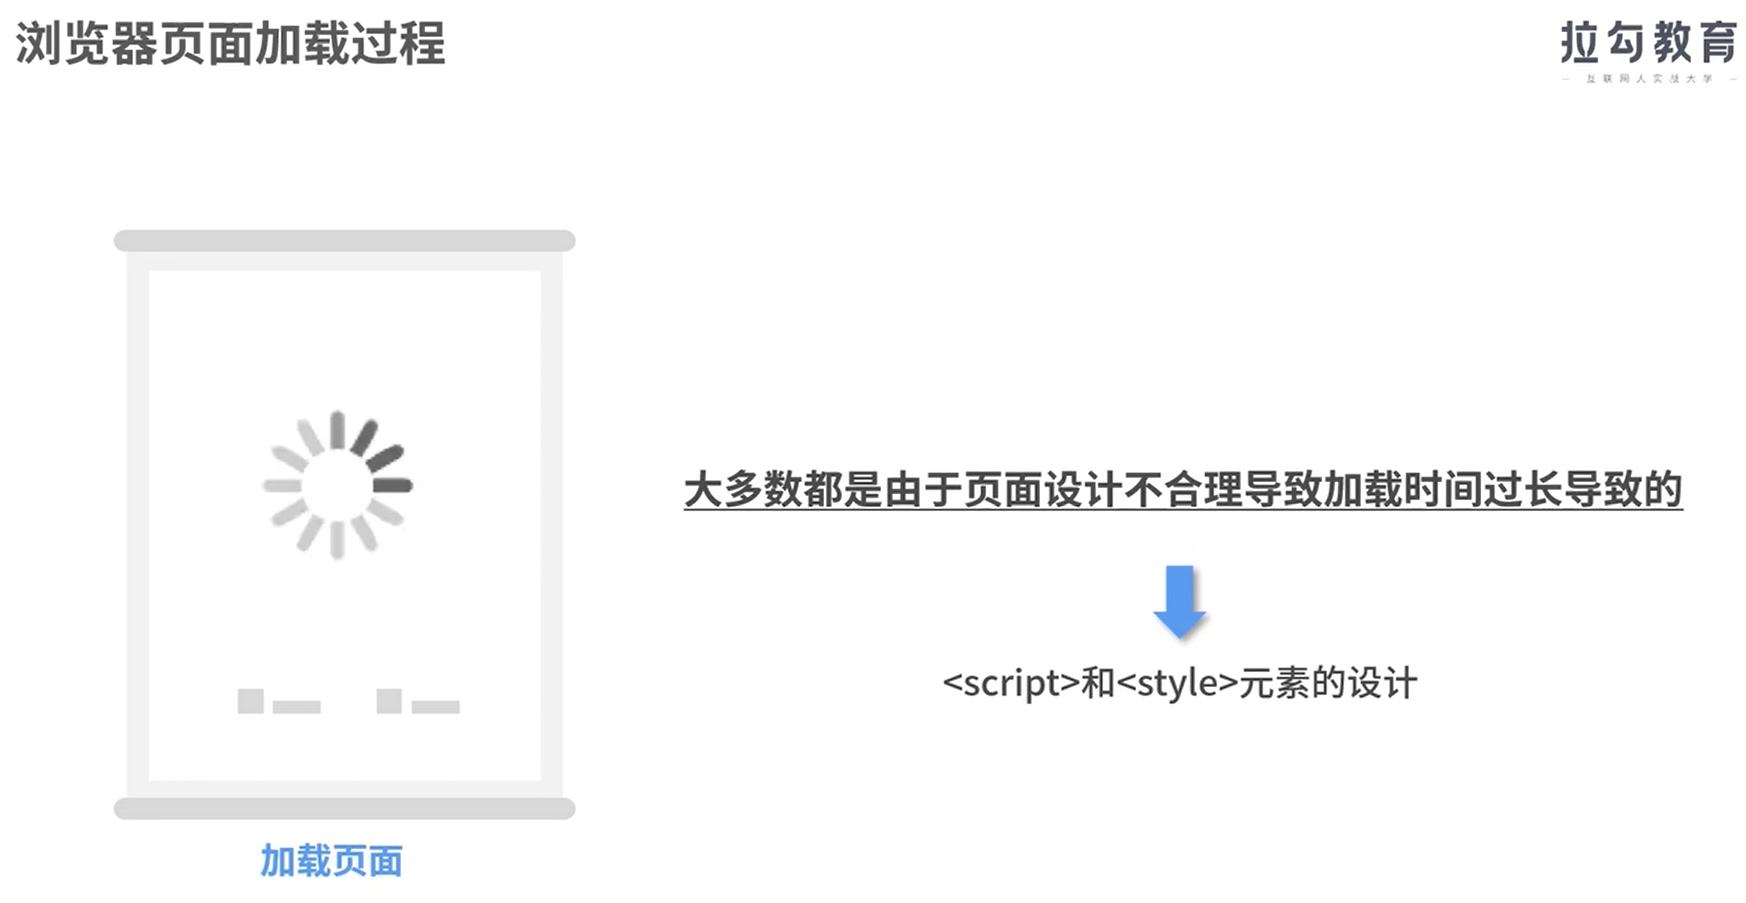 浏览器页面加载过程
拉勾教育
— 互联网人实战大学 —
大多数都是由于页面设计不合理导致加载时间过长导致的
<script>和<style>元素的设计
加载页面